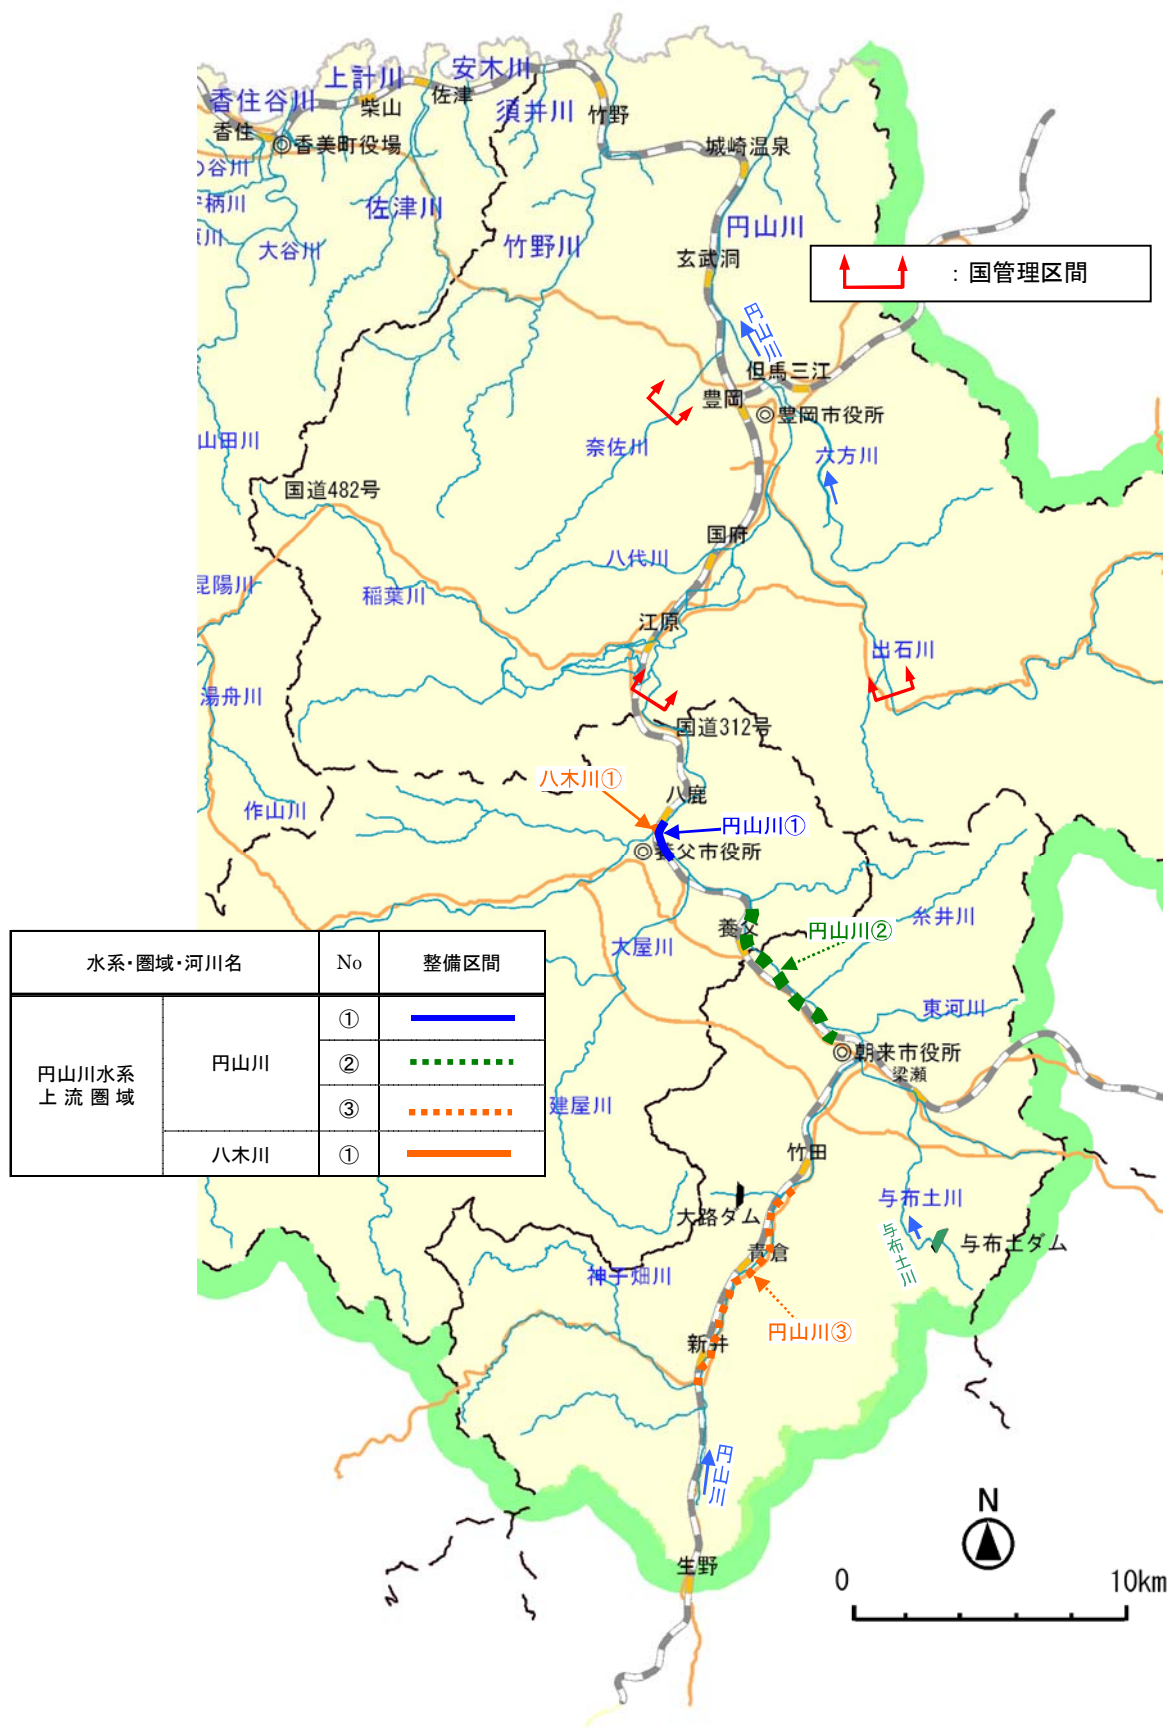 安木川
上計川
佐津
香住谷川
柴山
須井川
竹野
香住
◎香美町役場
城崎温泉
の谷川
佐津川
円山川
川
大谷川
竹野川
玄武洞
：国管理区間
円山川
但馬三江
豊岡
◎豊岡市役所
山田川
奈佐川
六方川
国道482号
国府
八代川
昆陽川
稲葉川
江原
出石川
湯舟川
国道312号
八木川①
八鹿
作山川
円山川①
◎養父市役所
養父
円山川②
糸井川
大屋川
水系・圏域・河川名 No 整備区間
円山川水系
上流圏域
円山川
①
②
③
八木川 ①
東河川
◎朝来市役所
梁瀬
建屋川
竹田
与布土川
大路ダム
与布土川
与布土ダム
青倉
神子畑川
円山川③
新井
円山川
N
生野
0 10km